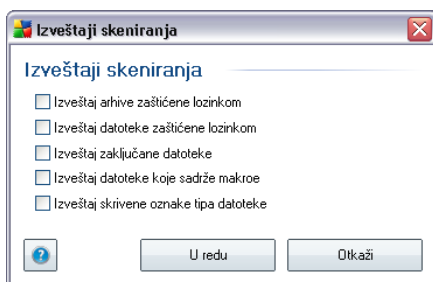 Izveštaji skeniranja
Izveštaji skeniranja
Izveštaj arhive zaštićene lozinkom
Izveštaj datoteke zaštićene lozinkom
Izveštaj zaključane datoteke
Izveštaj datoteke koje sadrže makroe
Izveštaj skrivene oznake tipa datoteke
U redu
Otkaži